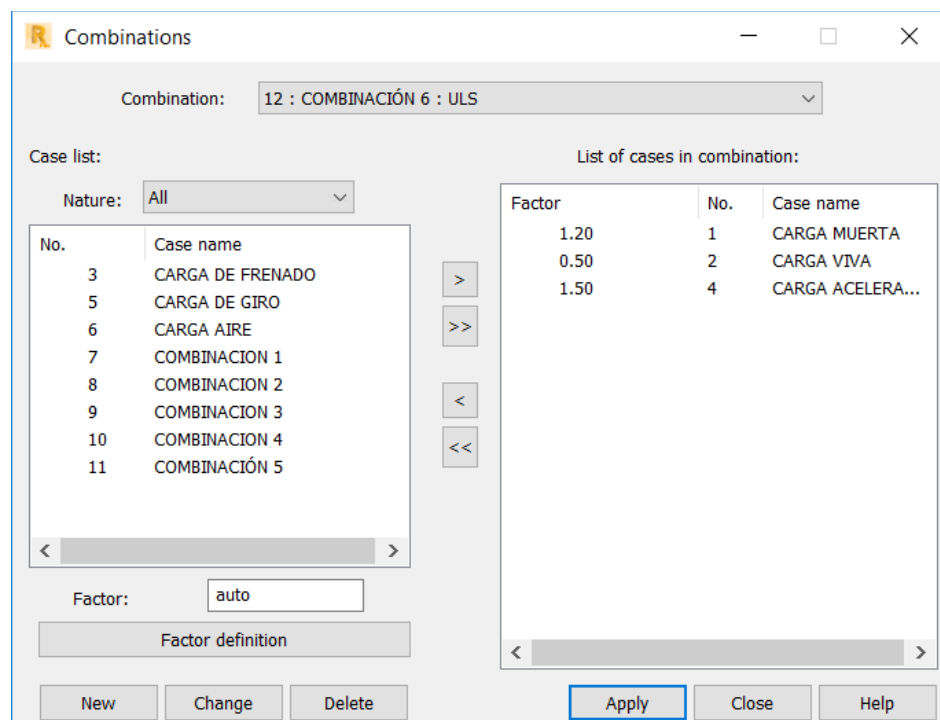 Combinations
Combination: 12 : COMBINACIÓN 6 : ULS
Case list:
Nature: All
No. Case name
3 CARGA DE FRENADO
5 CARGA DE GIRO
6 CARGA AIRE
7 COMBINACION 1
8 COMBINACION 2
9 COMBINACION 3
10 COMBINACION 4
11 COMBINACIÓN 5
Factor: auto
Factor definition
New Change Delete
>
>>
<
<<
List of cases in combination:
Factor No. Case name
1.20 1 CARGA MUERTA
0.50 2 CARGA VIVA
1.50 4 CARGA ACELERA...
Apply Close Help